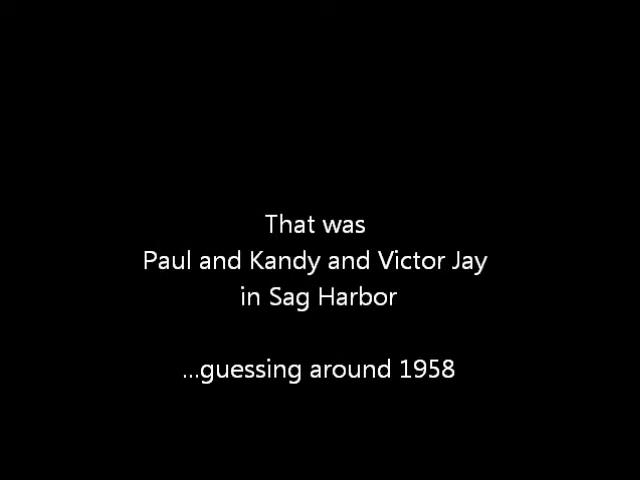 That was
Paul and Kandy and Victor Jay
in Sag Harbor
...guessing around 1958